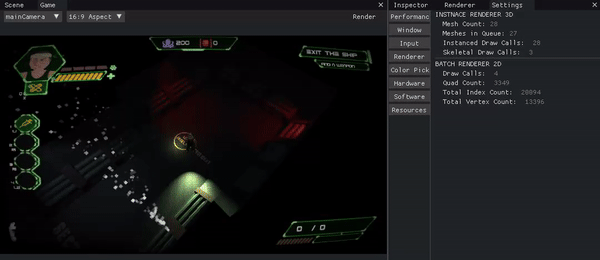 Scene Game
mainCamera 16:9 Aspect Render
200 0
EXIT THE SHIP
FIND A WEAPON
0 / 0
Inspector Renderer Settings
Performanc
Window
Input
Renderer
Color Pick
Hardware
Software
Resources
INSTNACE RENDERER 3D
Mesh Count: 28
Meshes in Queue: 27
Instanced Draw Calls: 28
Skeletal Draw Calls: 3
BATCH RENDERER 2D
Draw Calls: 4
Quad Count: 3349
Total Index Count: 20094
Total Vertex Count: 13396